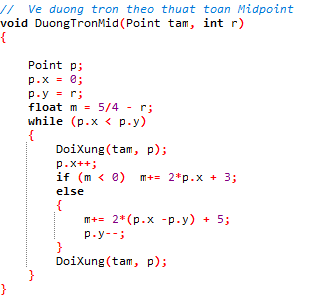 //  Ve duong tron theo thuat toan Midpoint
void DuongTronMid(Point tam, int r)
{
Point p;
p.x = 0;
p.y = r;
float m = 5/4 - r;
while (p.x < p.y)
{
DoiXung(tam, p);
p.x++;
if (m < 0)  m+= 2*p.x + 3;
else
{
m+= 2*(p.x -p.y) + 5;
p.y--;
}
DoiXung(tam, p);
}
}